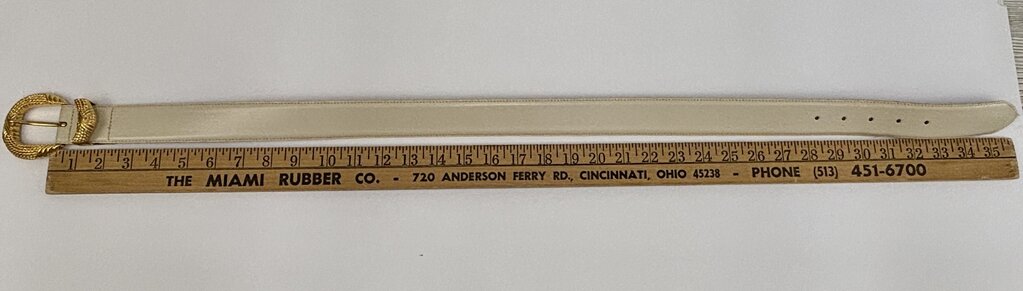 1 2 3 4 5 6 7 8 9 10 11 12 13 14 15 16 17 18 19 20 21 22 23 24 25 26 27 28 29 30 31 32 33 34 35
THE MIAMI RUBBER CO. - 720 ANDERSON FERRY RD., CINCINNATI, OHIO 45238 - PHONE (513) 451-6700